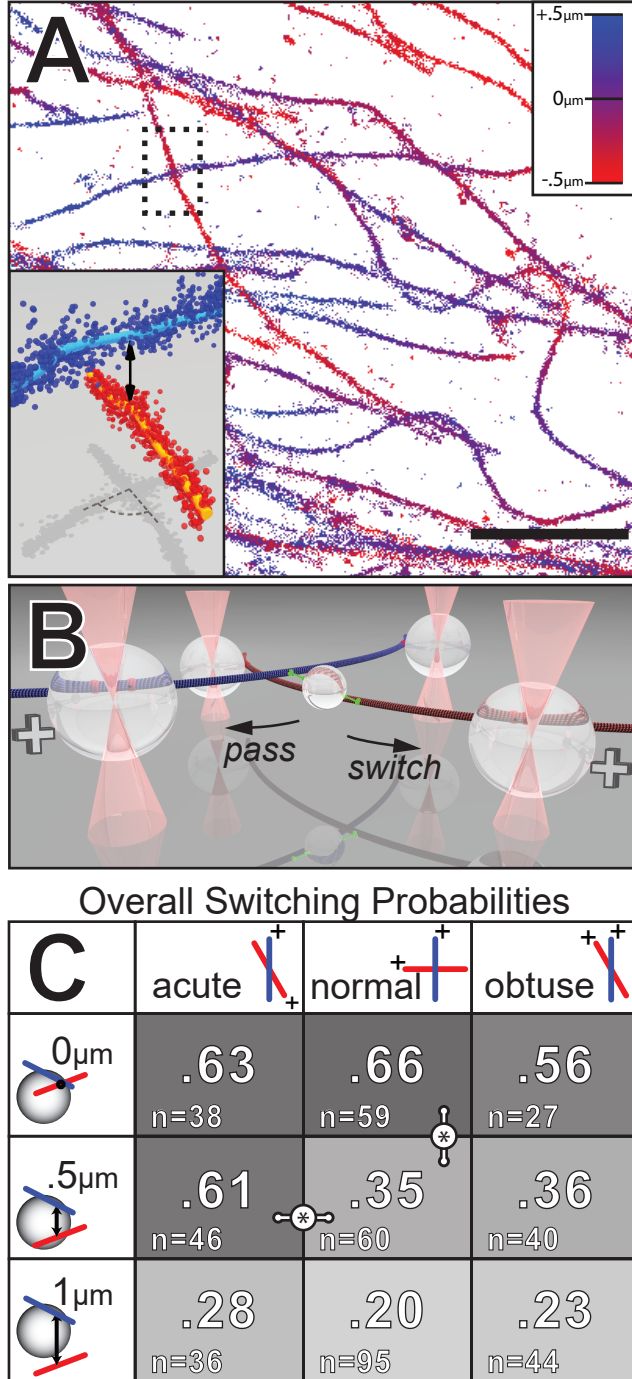 A
+.5µm
0µm
-.5µm
B
pass
switch
Overall Switching Probabilities
C
acute
+
+
normal
+
+
obtuse
+
+
0µm
.63
n=38
.66
n=59
.56
n=27
*
.5µm
.61
n=46
*
.35
n=60
.36
n=40
1µm
.28
n=36
.20
n=95
.23
n=44